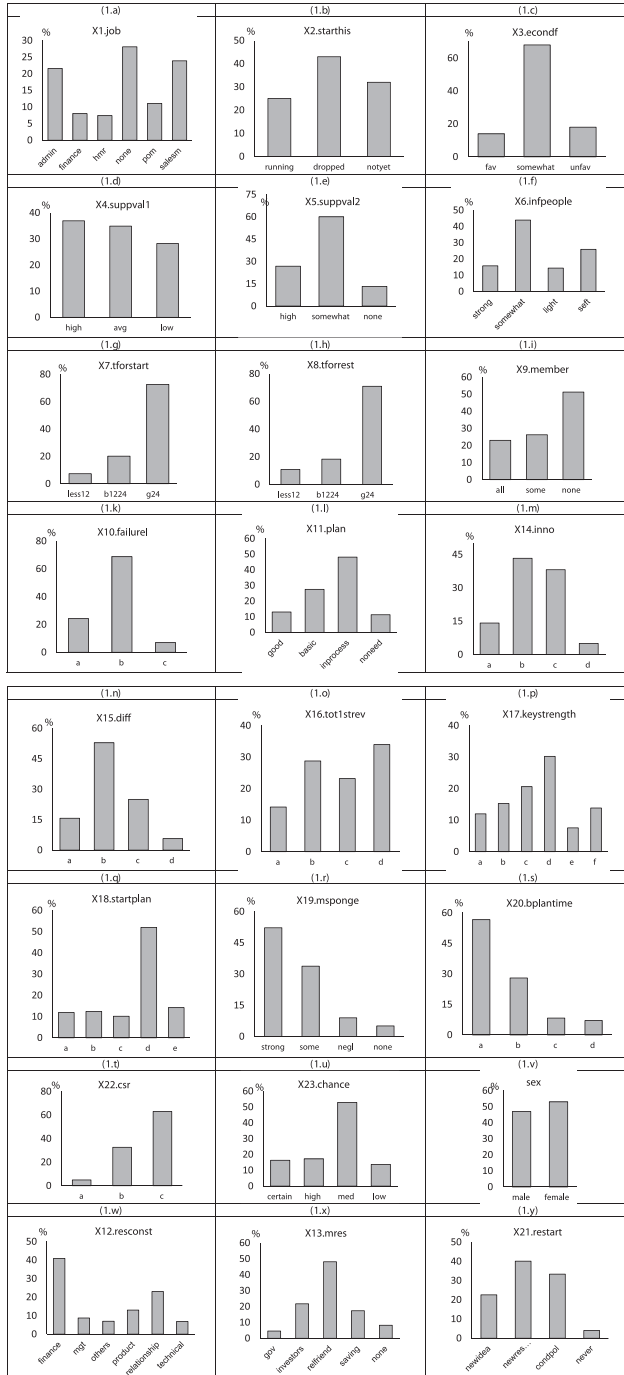 (1.a) (1.b) (1.c)
X1.job
%
30
25
20
15
10
5
0
admin finance hmr none pom salesm
X2.starthis
%
50
40
30
20
10
0
running dropped notyet
X3.econdf
%
60
40
20
0
fav somewhat unfav
(1.d) (1.e) (1.f)
X4.suppval1
%
40
30
20
10
0
high avg low
X5.suppval2
75
%
60
45
30
15
0
high somewhat none
X6.infpeople
%
50
40
30
20
10
0
strong somewhat light seft
(1.g) (1.h) (1.i)
X7.tforstart
%
80
60
40
20
0
less12 b1224 g24
X8.tforrest
%
80
60
40
20
0
less12 b1224 g24
X9.member
%
60
50
40
30
20
10
0
all some none
(1.k) (1.l) (1.m)
X10.failurel
%
80
60
40
20
0
a b c
X11.plan
%
60
50
40
30
20
10
0
good basic inprocess noneed
X14.inno
%
45
30
15
0
a b c d
(1.n) (1.o) (1.p)
X15.diff
%
60
45
30
15
0
a b c d
X16.tot1strev
%
40
30
20
10
0
a b c d
X17.keystrength
%
40
30
20
10
0
a b c d e f
(1.q) (1.r) (1.s)
X18.startplan
%
60
50
40
30
20
10
0
a b c d e
X19.msponge
%
60
45
30
15
0
strong some negl none
X20.bplantime
%
60
45
30
15
0
a b c d
(1.t) (1.u) (1.v)
X22.csr
%
80
60
40
20
0
a b c
X23.chance
%
60
50
40
30
20
10
0
certain high med low
sex
%
60
50
40
30
20
10
0
male female
(1.w) (1.x) (1.y)
X12.resconst
%
50
40
30
20
10
0
finance mgt others product relationship technical
X13.mres
%
60
50
40
30
20
10
0
gov investors relfriend saving none
X21.restart
%
50
40
30
20
10
0
newidea newres... condpol never